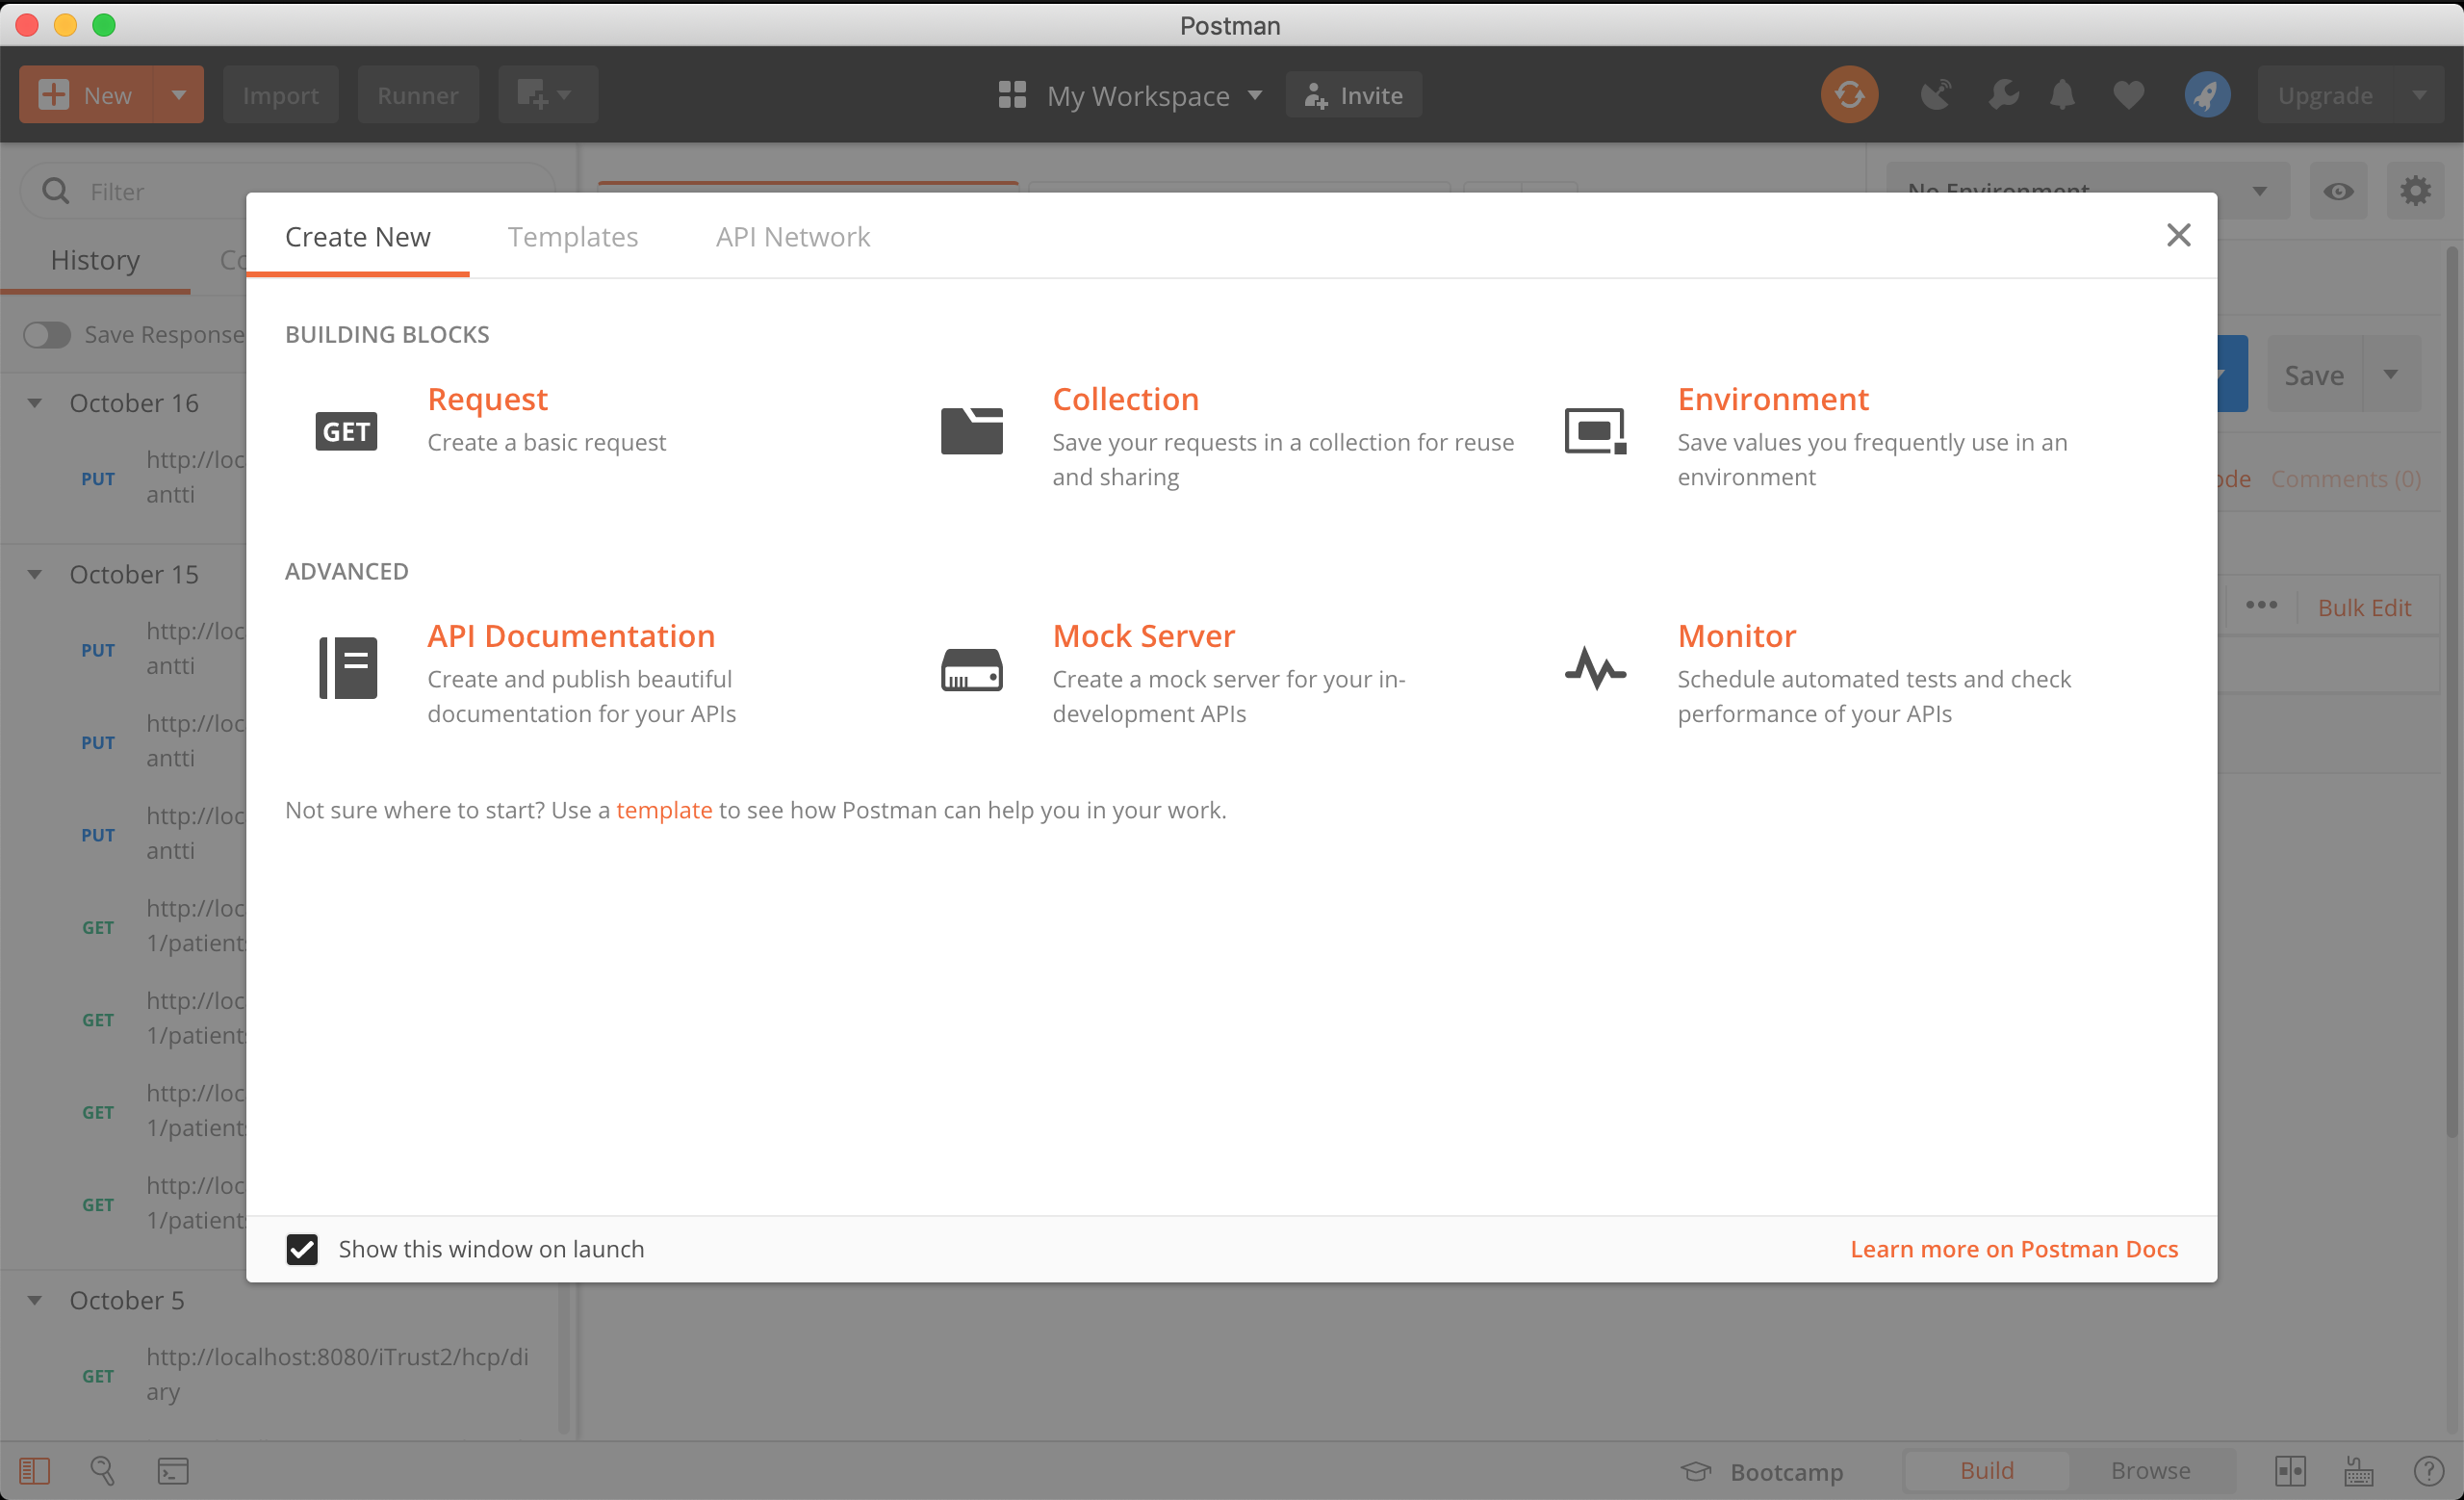 Postman
New
Import
Runner
My Workspace
Invite
Upgrade
Filter
No Environment
Create New
Templates
API Network
History
Save Response
BUILDING BLOCKS
Request
Create a basic request
GET
Collection
Save your requests in a collection for reuse
and sharing
Environment
Save values you frequently use in an
environment
Save
Comments (0)
October 16
PUT
http://loc
antti
October 15
PUT
http://loc
antti
PUT
http://loc
antti
PUT
http://loc
antti
GET
http://loc
1/patient
GET
http://loc
1/patient
GET
http://loc
1/patient
GET
http://loc
1/patient
ADVANCED
API Documentation
Create and publish beautiful
documentation for your APIs
Mock Server
Create a mock server for your in-
development APIs
Monitor
Schedule automated tests and check
performance of your APIs
Bulk Edit
Not sure where to start? Use a template to see how Postman can help you in your work.
Show this window on launch
Learn more on Postman Docs
October 5
GET
http://localhost:8080/iTrust2/hcp/di
ary
Bootcamp
Build
Browse